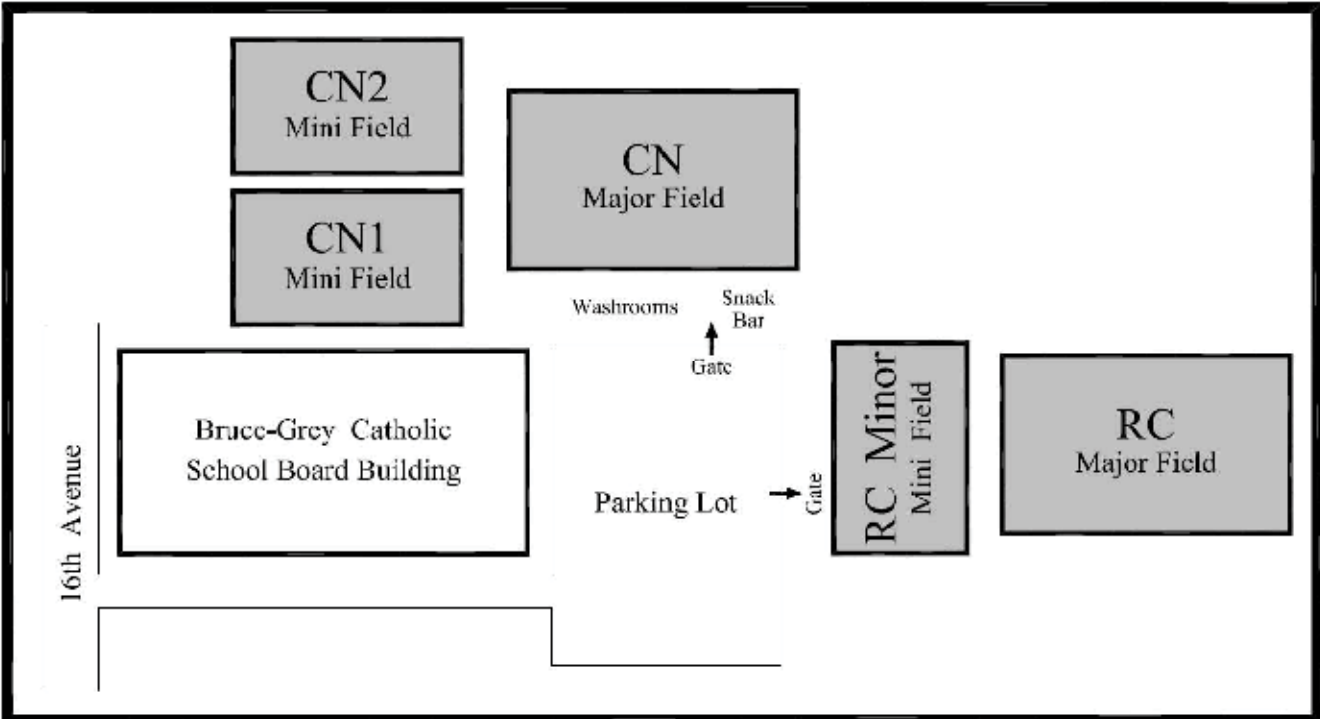 CN2
Mini Field
CN
Major Field
CN1
Mini Field
Washrooms
Snack
Bar
Gate
Bruce-Grey Catholic
School Board Building
16th Avenue
Parking Lot
Gate
RC Minor
Mini Field
RC
Major Field